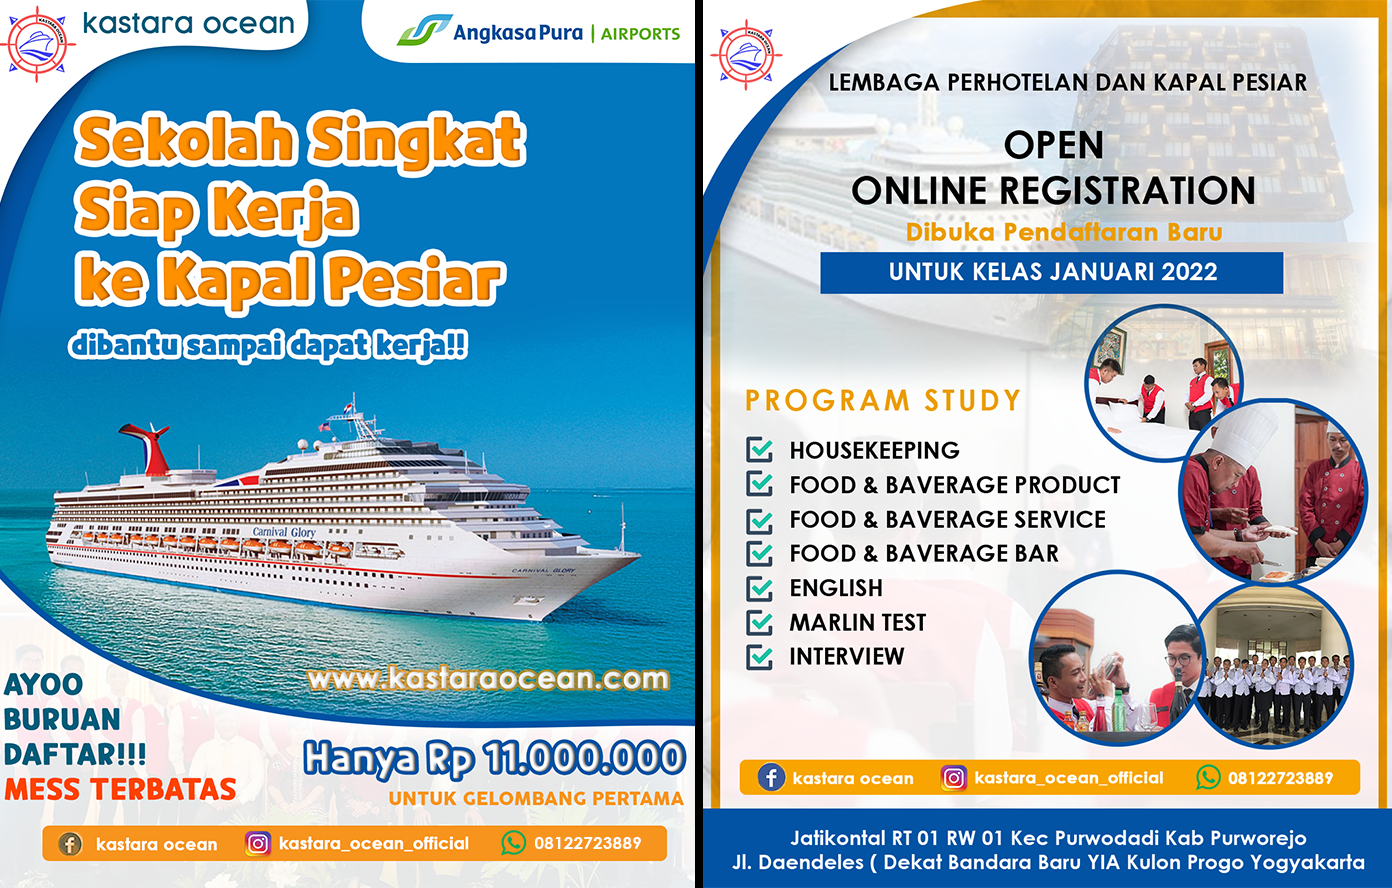 kastara ocean
KASTARA OCEAN
Angkasa Pura | AIRPORTS
Sekolah Singkat
Siap Kerja
ke Kapal Pesiar
dibantu sampai dapat kerja!!
Carnival Glory
CARNIVAL GLORY
www.kastaraocean.com
AYOO
BURUAN
DAFTAR!!!
MESS TERBATAS
Hanya Rp 11.000.000
UNTUK GELOMBANG PERTAMA
kastara ocean
kastara_ocean_official
08122723889
KASTARA OCEAN
LEMBAGA PERHOTELAN DAN KAPAL PESIAR
OPEN
ONLINE REGISTRATION
Dibuka Pendaftaran Baru
UNTUK KELAS JANUARI 2022
PROGRAM STUDY
HOUSEKEEPING
FOOD & BAVERAGE PRODUCT
FOOD & BAVERAGE SERVICE
FOOD & BAVERAGE BAR
ENGLISH
MARLIN TEST
INTERVIEW
kastara ocean
kastara_ocean_official
08122723889
Jatikontal RT 01 RW 01 Kec Purwodadi Kab Purworejo
Jl. Daendeles ( Dekat Bandara Baru YIA Kulon Progo Yogyakarta